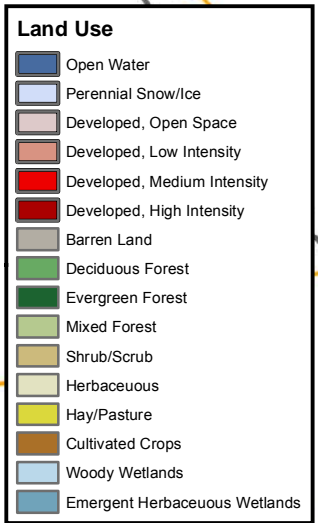 Land Use
Open Water
Perennial Snow/Ice
Developed, Open Space
Developed, Low Intensity
Developed, Medium Intensity
Developed, High Intensity
Barren Land
Deciduous Forest
Evergreen Forest
Mixed Forest
Shrub/Scrub
Herbaceuous
Hay/Pasture
Cultivated Crops
Woody Wetlands
Emergent Herbaceuous Wetlands